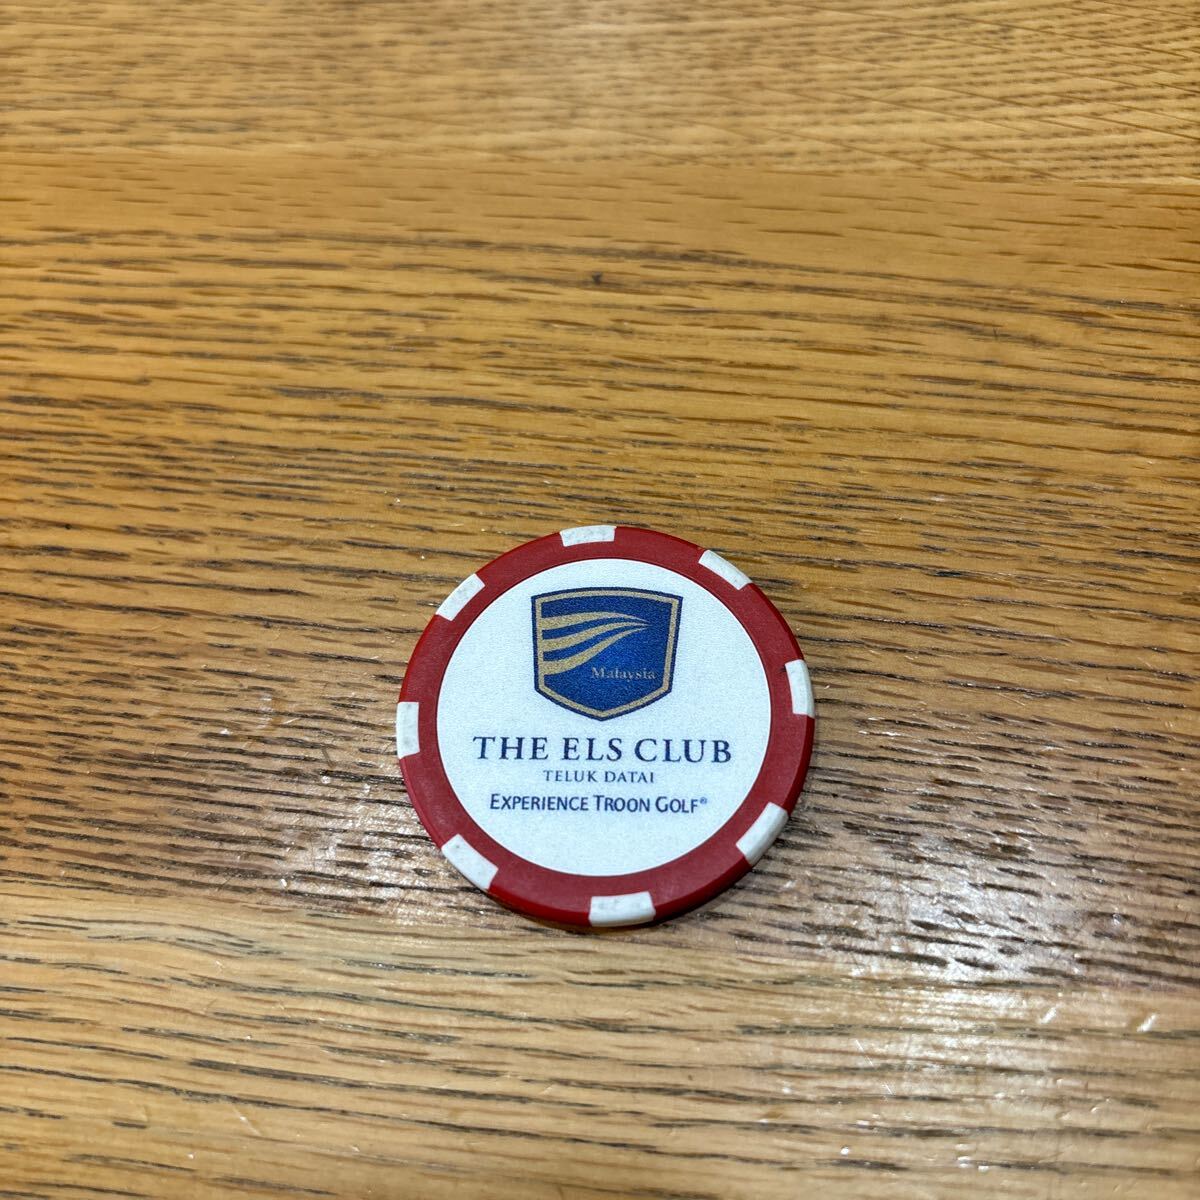 Malaysia
THE ELS CLUB
TELUK DATAI
EXPERIENCE TROON GOLF®